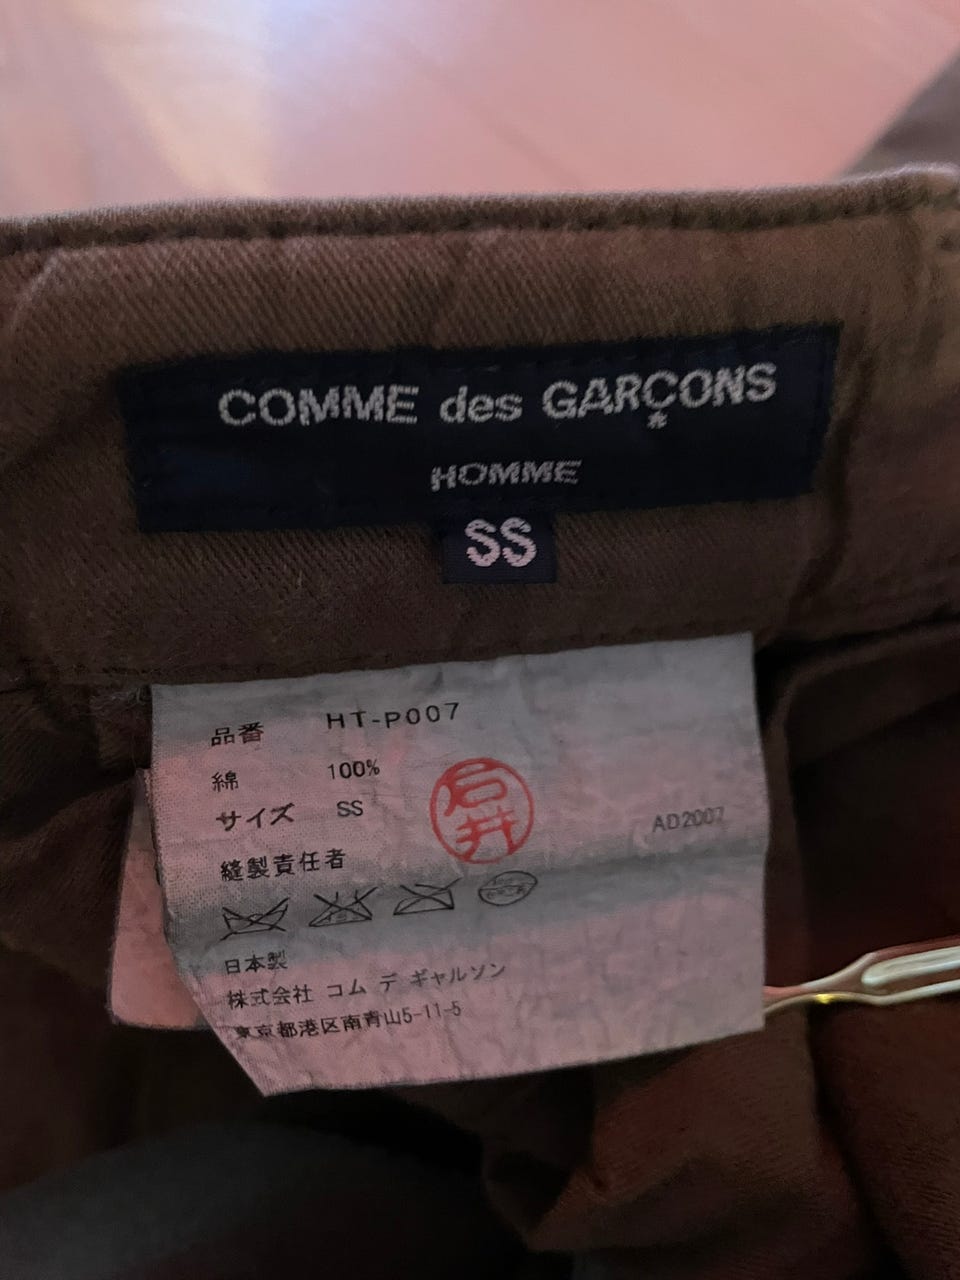 COMME des GARÇONS
HOMME
SS
品番 HT-P007
綿 100%
サイズ SS
石井
AD2007
縫製責任者
日本製
株式会社 コム デ ギャルソン
東京都港区南青山5-11-5